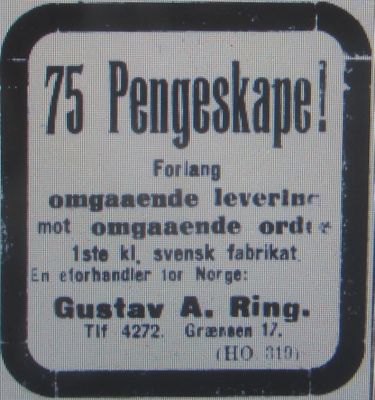 75 Pengeskape!
Forlang
omgaaende levering
mot omgaaende ordre
1ste kl. svensk fabrikat.
En eforhandler for Norge:
Gustav A. Ring.
Tlf 4272. Grænsen 17.
(HO 319)